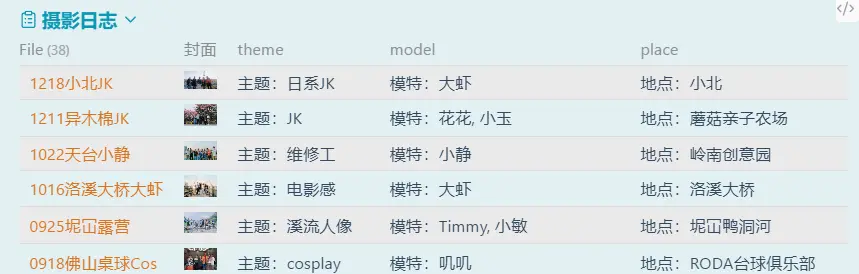 摄影日志
File (38) 封面 theme model place
1218小北JK 主题：日系JK 模特：大虾 地点：小北
1211异木棉JK 主题：JK 模特：花花, 小玉 地点：蘑菇亲子农场
1022天台小静 主题：维修工 模特：小静 地点：岭南创意园
1016洛溪大桥大虾 主题：电影感 模特：大虾 地点：洛溪大桥
0925坭冚露营 主题：溪流人像 模特：Timmy, 小敏 地点：坭冚鸭洞河
0918佛山桌球Cos 主题：cosplay 模特：叽叽 地点：RODA台球俱乐部